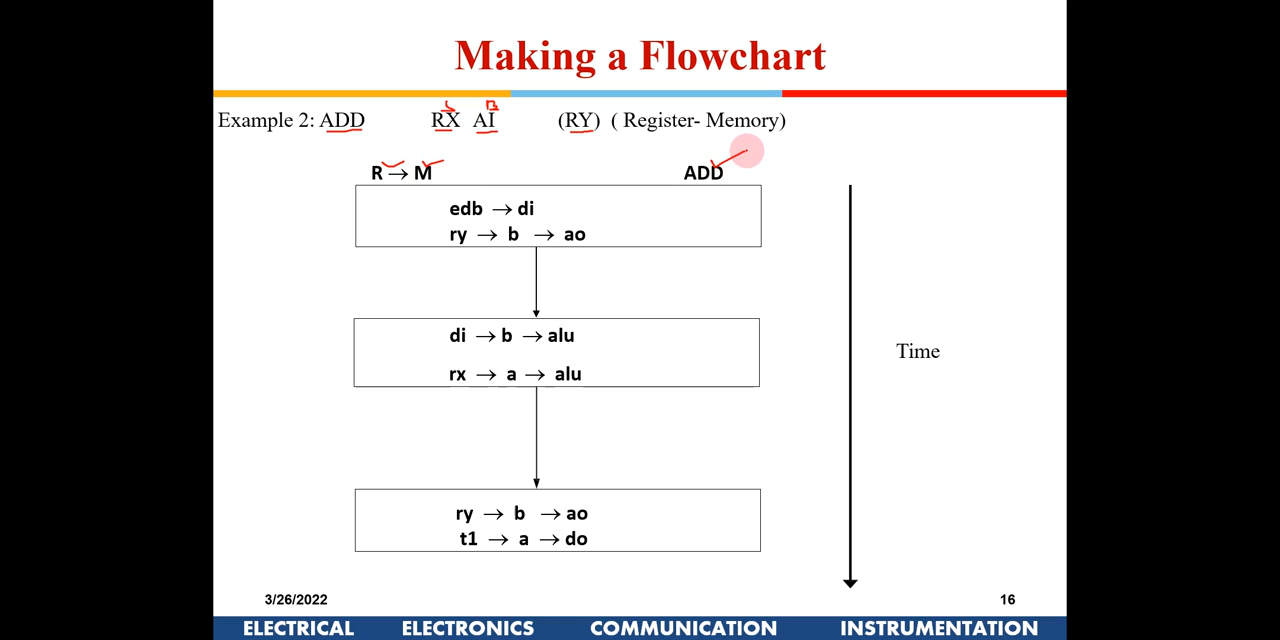 Making a Flowchart
Example 2: ADD RX AI (RY) ( Register- Memory)
R → M ADD
edb → di
ry → b → ao
di → b → alu
rx → a → alu
Time
ry → b → ao
t1 → a → do
3/26/2022 16
ELECTRICAL ELECTRONICS COMMUNICATION INSTRUMENTATION